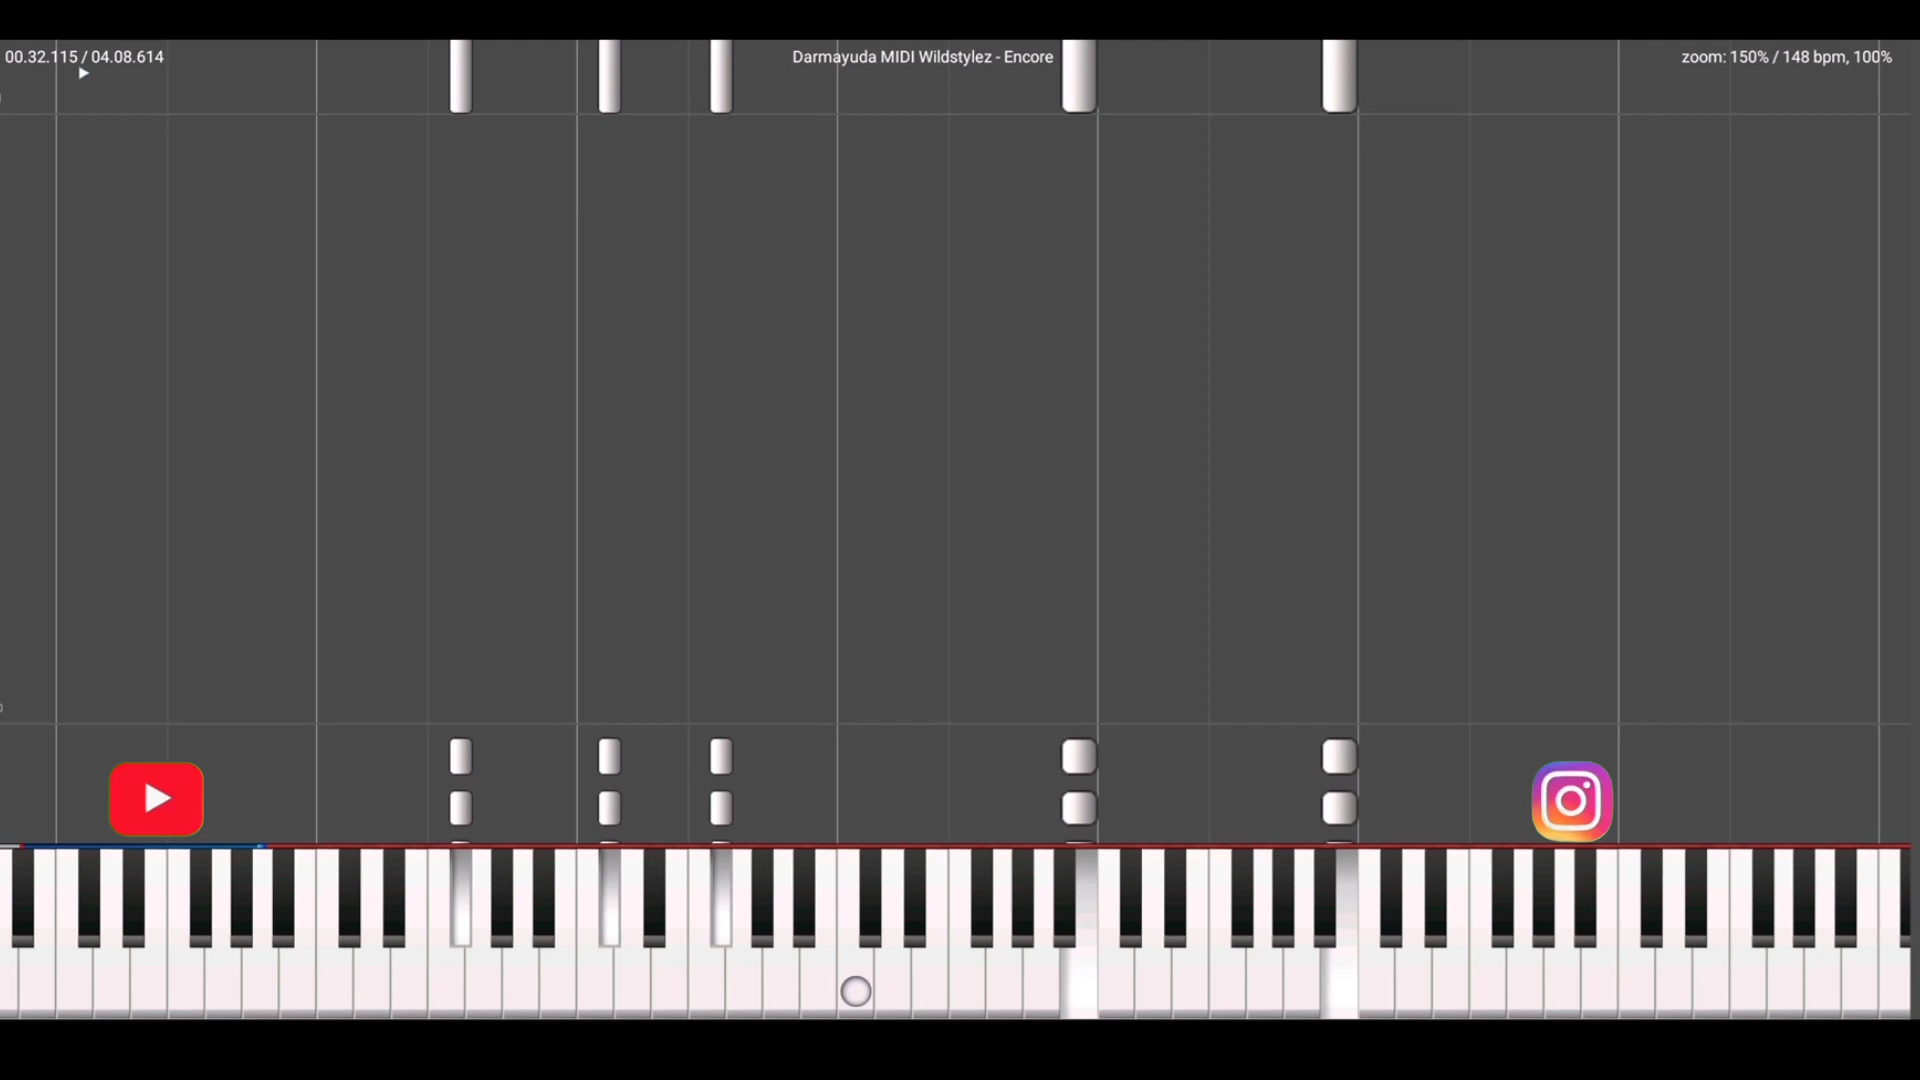 00.32.115 / 04.08.614
Darmayuda MIDI Wildstylez - Encore
zoom: 150% / 148 bpm, 100%